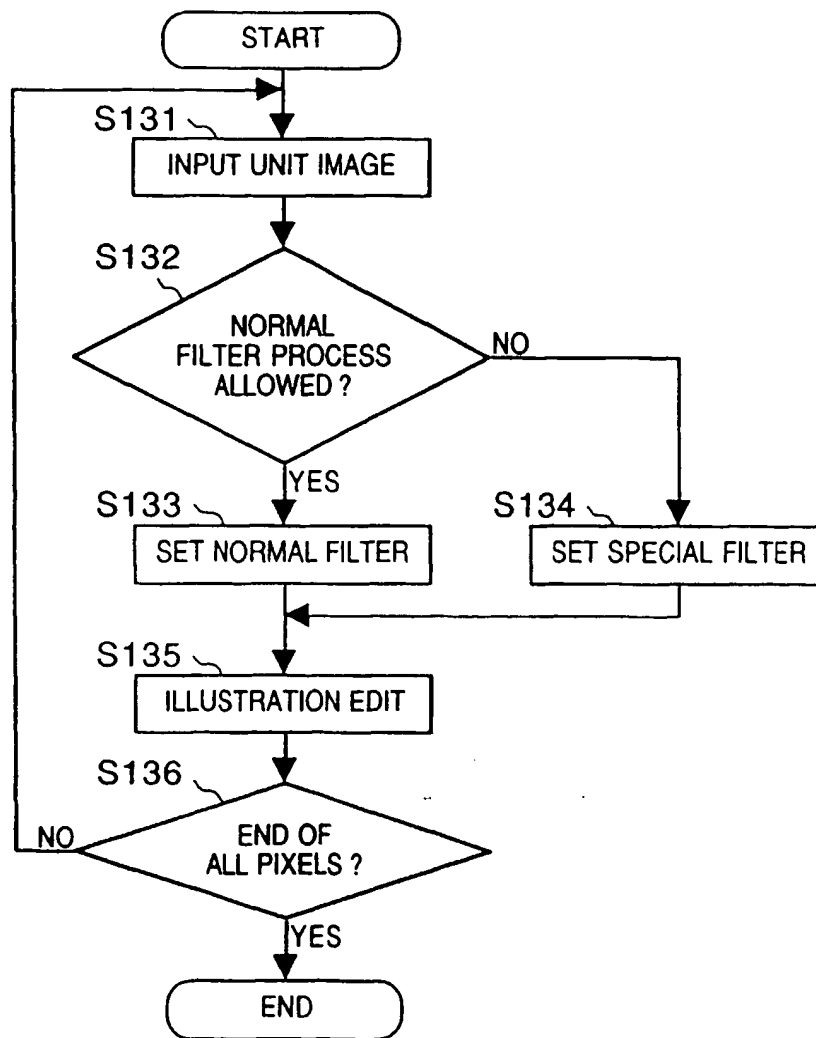 START
S131
INPUT UNIT IMAGE
S132
NORMAL
FILTER PROCESS
ALLOWED ?
NO
YES
S133
SET NORMAL FILTER
S134
SET SPECIAL FILTER
S135
ILLUSTRATION EDIT
S136
END OF
ALL PIXELS ?
NO
YES
END